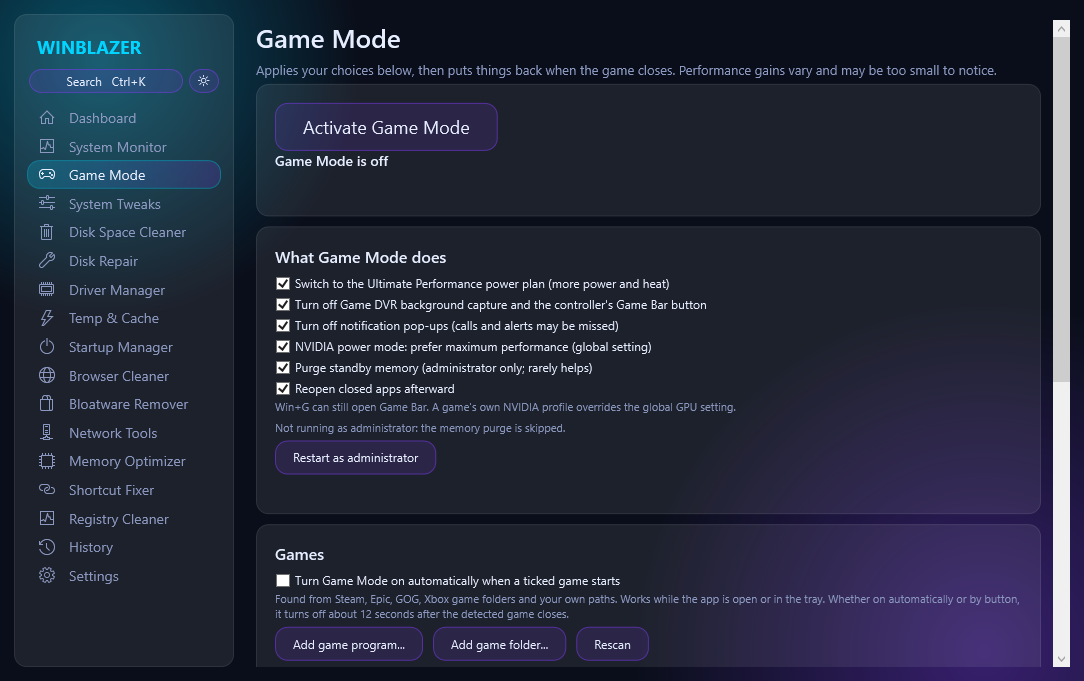 WINBLAZER
Search Ctrl+K
Dashboard
System Monitor
Game Mode
System Tweaks
Disk Space Cleaner
Disk Repair
Driver Manager
Temp & Cache
Startup Manager
Browser Cleaner
Bloatware Remover
Network Tools
Memory Optimizer
Shortcut Fixer
Registry Cleaner
History
Settings
Game Mode
Applies your choices below, then puts things back when the game closes. Performance gains vary and may be too small to notice.
Activate Game Mode
Game Mode is off
What Game Mode does
Switch to the Ultimate Performance power plan (more power and heat)
Turn off Game DVR background capture and the controller's Game Bar button
Turn off notification pop-ups (calls and alerts may be missed)
NVIDIA power mode: prefer maximum performance (global setting)
Purge standby memory (administrator only; rarely helps)
Reopen closed apps afterward
Win+G can still open Game Bar. A game's own NVIDIA profile overrides the global GPU setting.
Not running as administrator: the memory purge is skipped.
Restart as administrator
Games
Turn Game Mode on automatically when a ticked game starts
Found from Steam, Epic, GOG, Xbox game folders and your own paths. Works while the app is open or in the tray. Whether on automatically or by button,
it turns off about 12 seconds after the detected game closes.
Add game program...
Add game folder...
Rescan